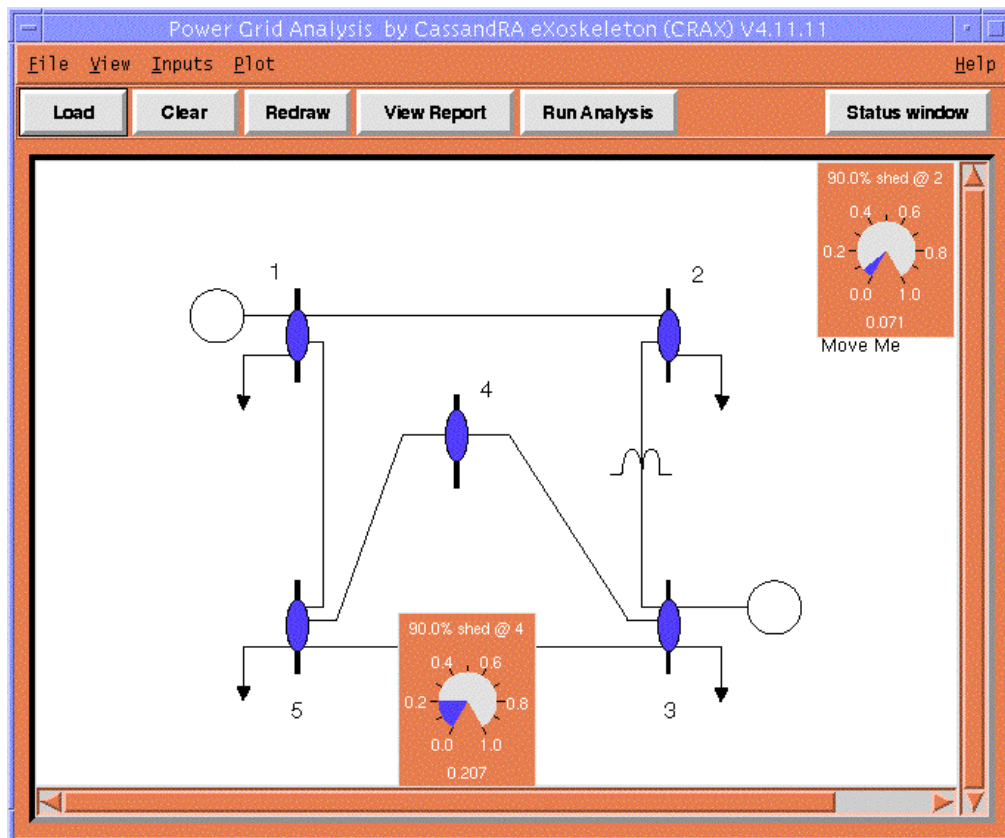 Power Grid Analysis by CassandRA eXoskeleton (CRAX) V4.11.11
File View Inputs Plot Help
Load Clear Redraw View Report Run Analysis Status window
90.0% shed @ 2
0.4 0.6
0.2 0.8
0.0 1.0
0.071
Move Me
1
2
4
90.0% shed @ 4
0.4 0.6
0.2 0.8
0.0 1.0
0.207
5
3